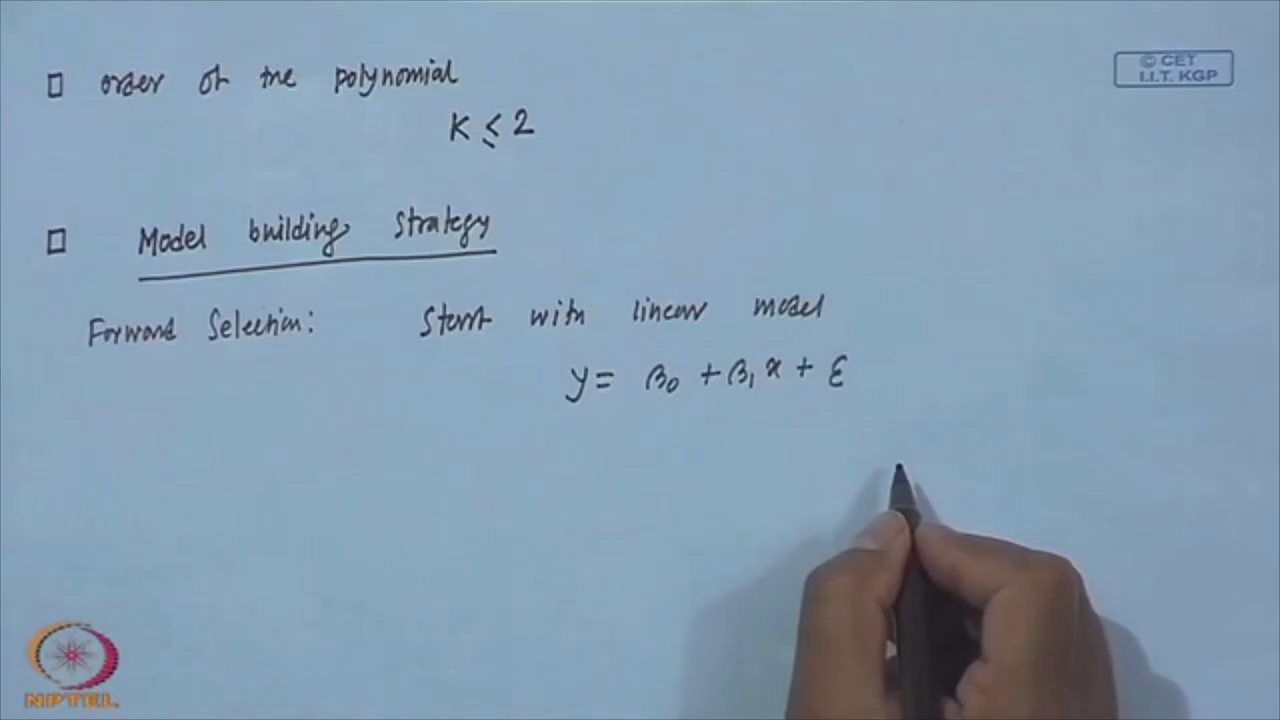 order of the polynomial
© CET
I.I.T. KGP
K ≤ 2
Model building Strategy
Forward Selection: Start with linear model
y = β₀ + β₁ x + ε
NPTEL